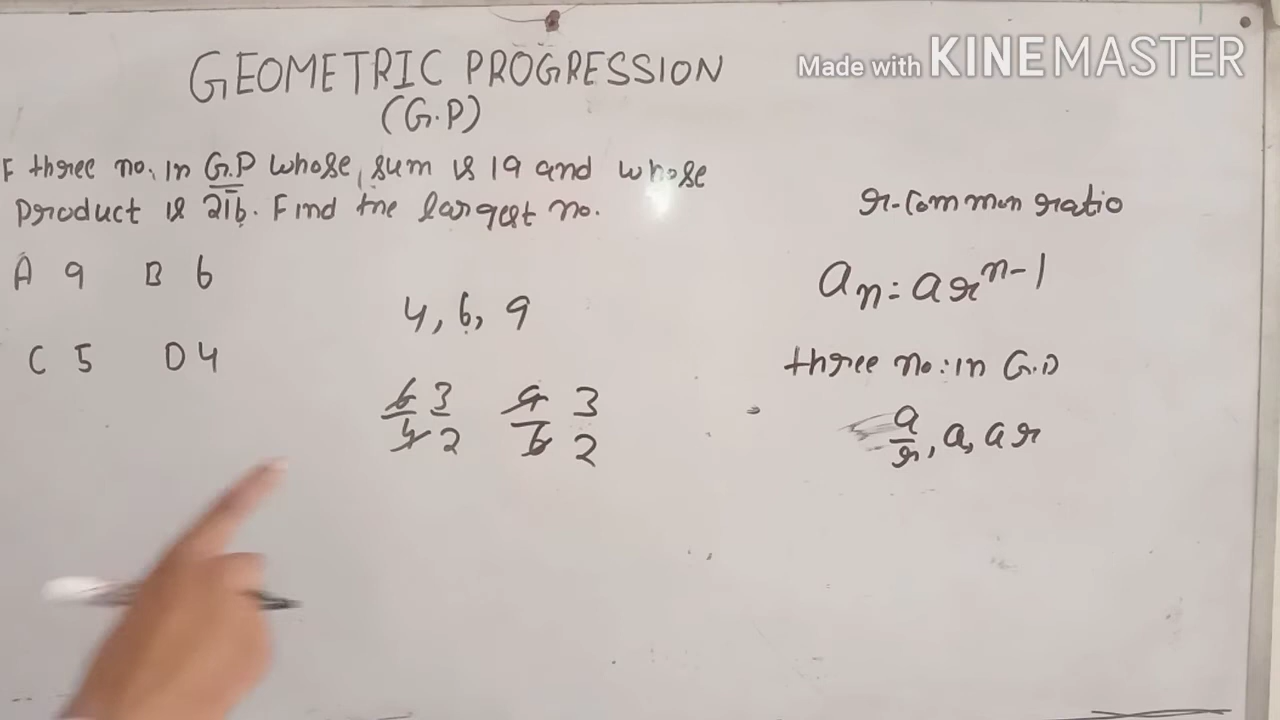 GEOMETRIC PROGRESSION
(G.P)
Made with KINEMASTER
F three no. in G.P whose sum is 19 and whose
product is 216. Find the largest no.
A 9 B 6
C 5 D 4
4, 6, 9
6/4 3/2 9/6 3/2
r-common ratio
an = ar^n-1
three no: in G.P
a/r, a, ar